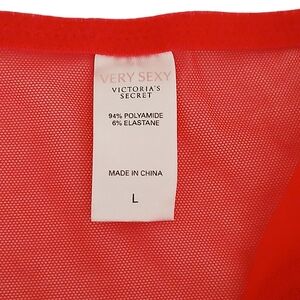 VERY SEXY
VICTORIA'S
SECRET
94% POLYAMIDE
6% ELASTANE
MADE IN CHINA
L